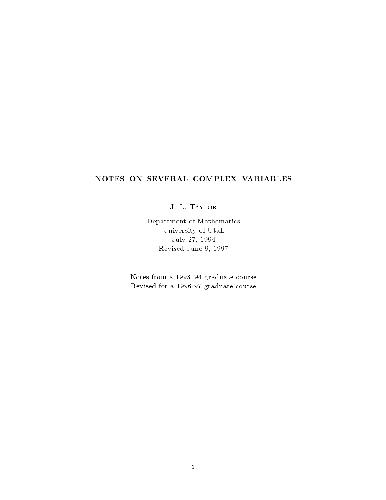 NOTES ON SEVERAL COMPLEX VARIABLES
J. L. Taylor
Department of Mathematics
University of Utah
July 27, 1994
Revised June 9, 1997
Notes from a 1993–94 graduate course
Revised for a 1996-97 graduate course
1